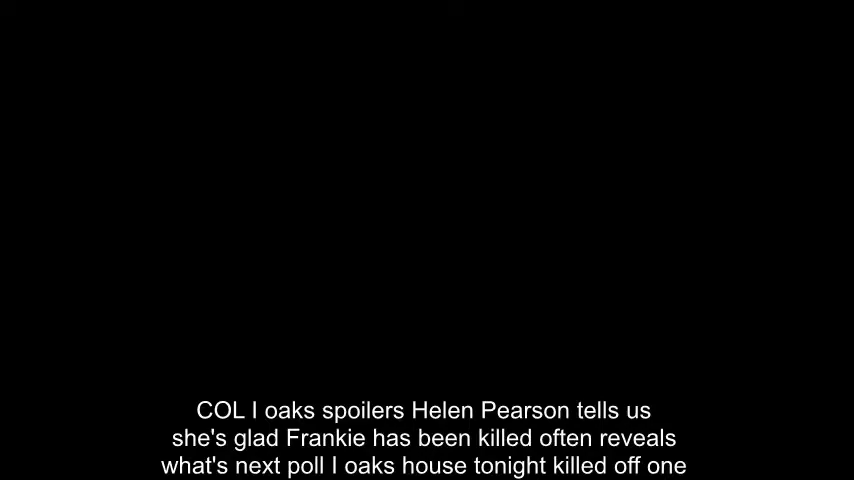 COL I oaks spoilers Helen Pearson tells us
she's glad Frankie has been killed often reveals
what's next poll I oaks house tonight killed off one